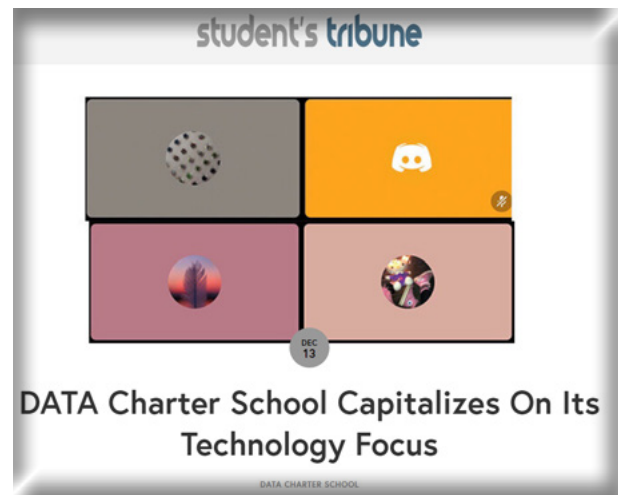 student's tribune
DEC
13
DATA Charter School Capitalizes On Its
Technology Focus
DATA CHARTER SCHOOL